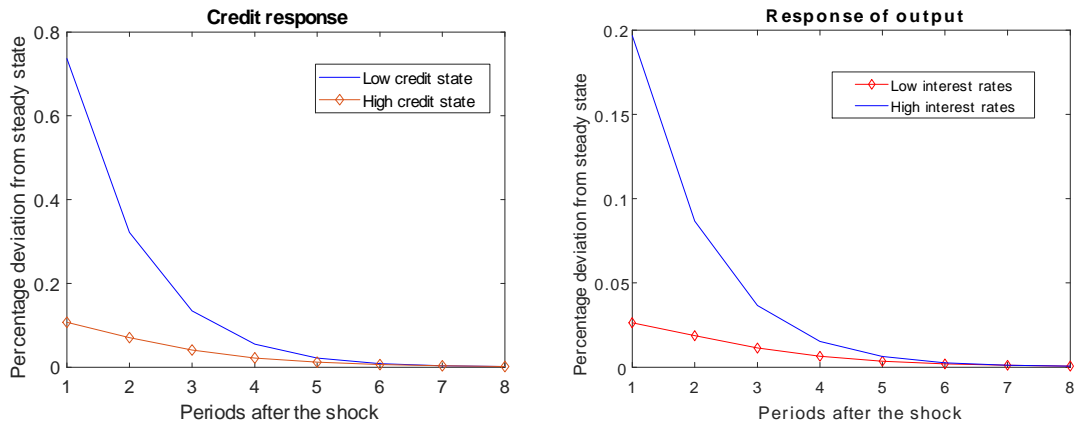 Credit response
Percentage deviation from steady state
0.8
0.6
0.4
0.2
0
Low credit state
High credit state
1 2 3 4 5 6 7 8
Periods after the shock
Response of output
Percentage deviation from steady state
0.2
0.15
0.1
0.05
0
Low interest rates
High interest rates
1 2 3 4 5 6 7 8
Periods after the shock